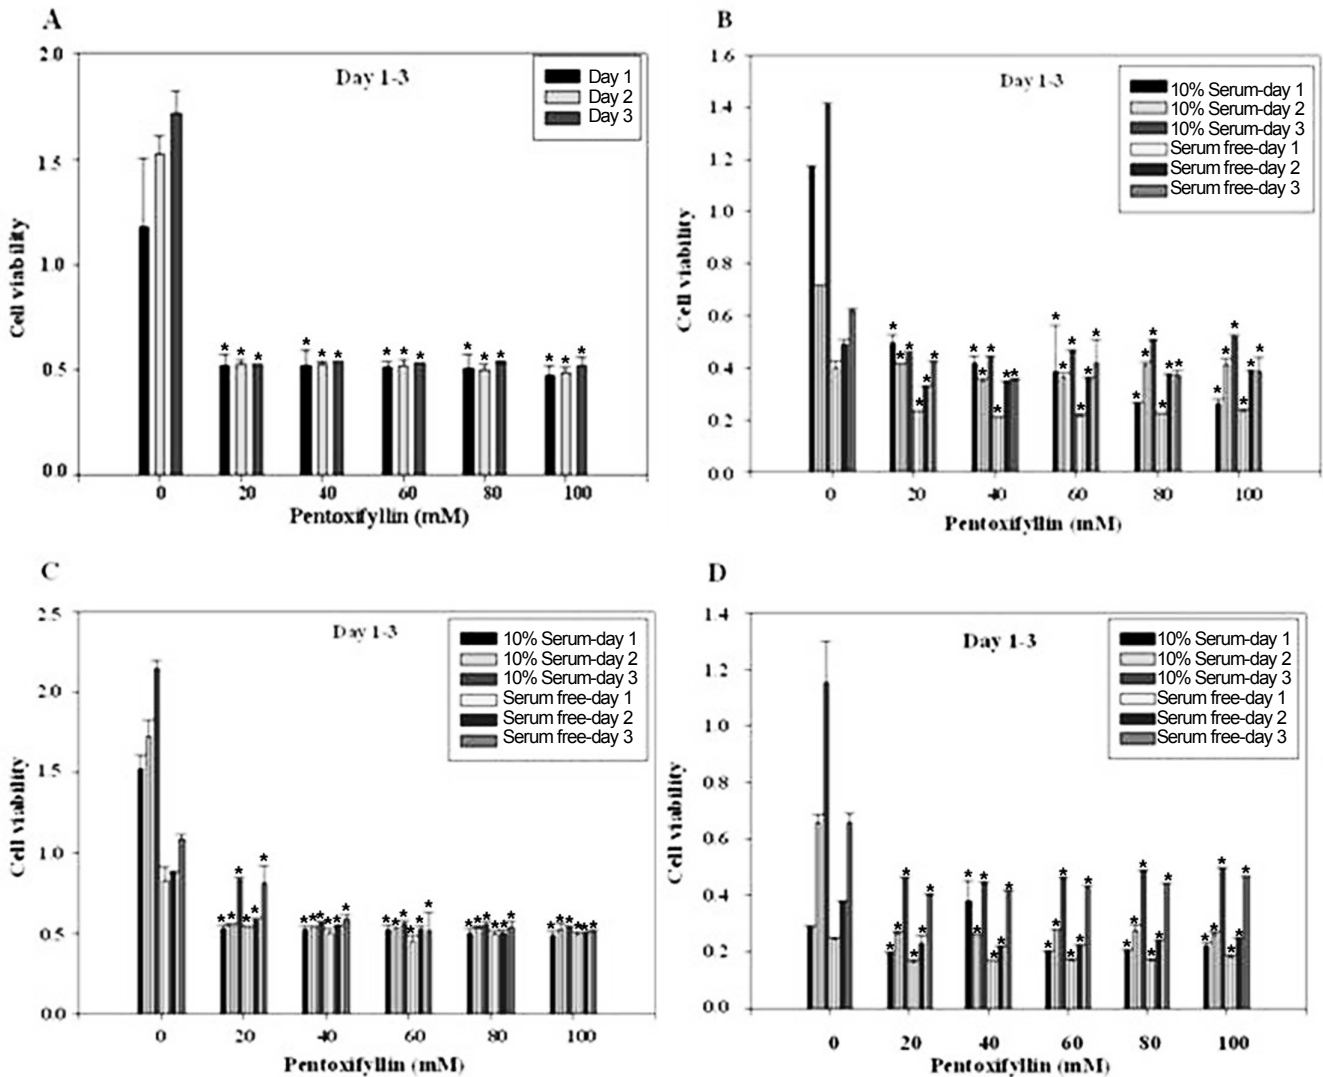 A
Day 1-3
Day 1
Day 2
Day 3
2.0
1.5
1.0
0.5
0.0
Cell viability
0 20 40 60 80 100
Pentoxifyllin (mM)
* * * * * * * * * * * * * * *
B
Day 1-3
10% Serum-day 1
10% Serum-day 2
10% Serum-day 3
Serum free-day 1
Serum free-day 2
Serum free-day 3
1.6
1.4
1.2
1.0
0.8
0.6
0.4
0.2
0.0
Cell viability
0 20 40 60 80 100
Pentoxifyllin (mM)
C
Day 1-3
10% Serum-day 1
10% Serum-day 2
10% Serum-day 3
Serum free-day 1
Serum free-day 2
Serum free-day 3
2.5
2.0
1.5
1.0
0.5
0.0
Cell viability
0 20 40 60 80 100
Pentoxifyllin (mM)
D
Day 1-3
10% Serum-day 1
10% Serum-day 2
10% Serum-day 3
Serum free-day 1
Serum free-day 2
Serum free-day 3
1.4
1.2
1.0
0.8
0.6
0.4
0.2
0.0
Cell viability
0 20 40 60 80 100
Pentoxifyllin (mM)